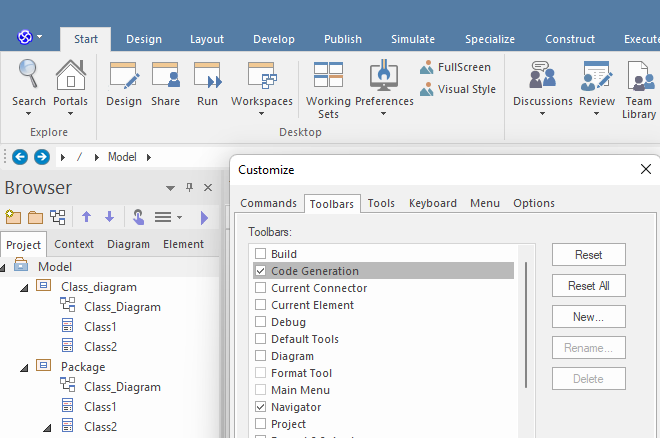 Start Design Layout Develop Publish Simulate Specialize Construct Execute
Search Portals Design Share Run Workspaces Working Sets Preferences FullScreen Visual Style Discussions Review Team Library
Explore Desktop
/ Model
Browser
Project Context Diagram Element
Model
Class_diagram
Class_Diagram
Class1
Class2
Package
Class_Diagram
Class1
Class2
Customize
Commands Toolbars Tools Keyboard Menu Options
Toolbars:
Build
Code Generation
Current Connector
Current Element
Debug
Default Tools
Diagram
Format Tool
Main Menu
Navigator
Project
Reset
Reset All
New...
Rename...
Delete